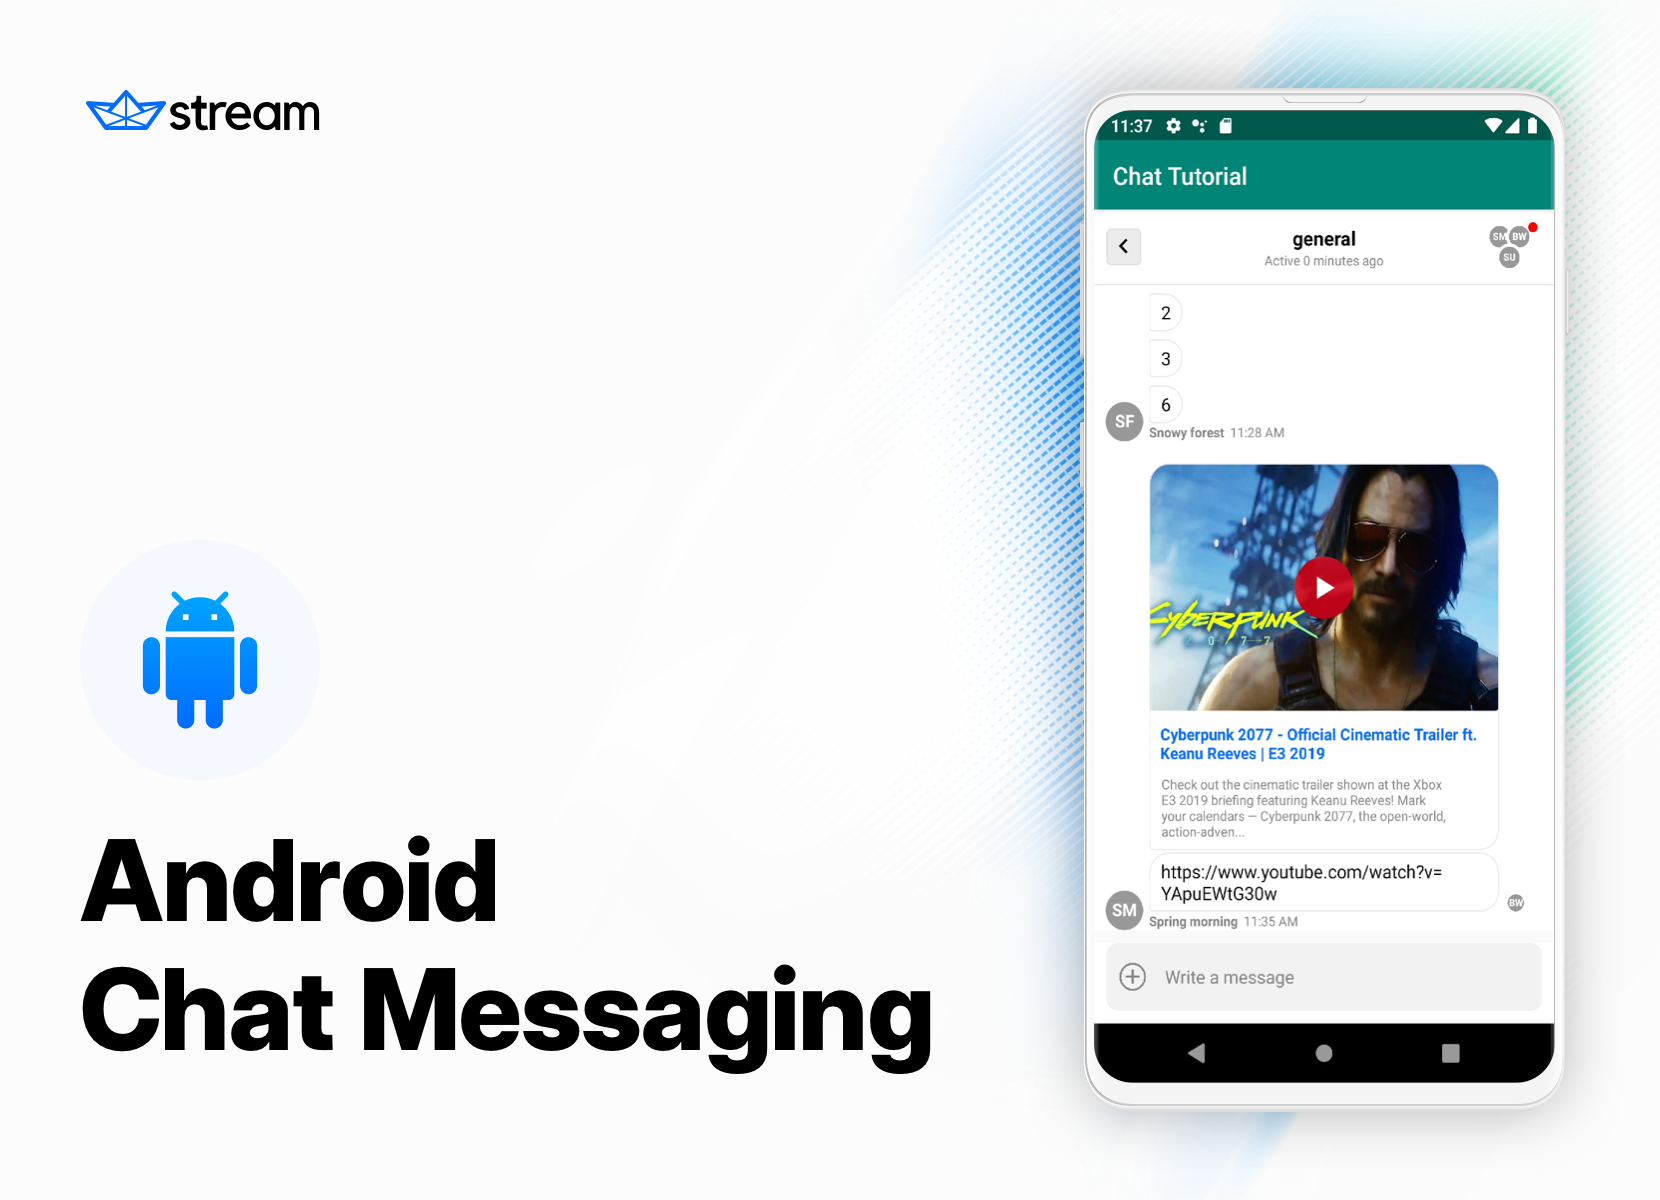 stream
Android
Chat Messaging
11:37
Chat Tutorial
general
Active 0 minutes ago
SM BW
SU
2
3
6
SF
Snowy forest 11:28 AM
CYBERPUNK
2077
Cyberpunk 2077 - Official Cinematic Trailer ft.
Keanu Reeves | E3 2019
Check out the cinematic trailer shown at the Xbox
E3 2019 briefing featuring Keanu Reeves! Mark
your calendars — Cyberpunk 2077, the open-world,
action-adven...
https://www.youtube.com/watch?v=
YApuEWtG30w
BW
SM
Spring morning 11:35 AM
Write a message